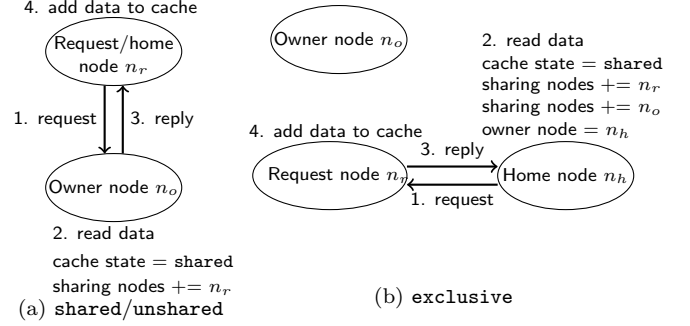 4. add data to cache
Request/home
node n_r
1. request
3. reply
Owner node n_o
2. read data
cache state = shared
sharing nodes += n_r
(a) shared/unshared
Owner node n_o
2. read data
cache state = shared
sharing nodes += n_r
sharing nodes += n_o
owner node = n_h
4. add data to cache
3. reply
Request node n_r
Home node n_h
1. request
(b) exclusive